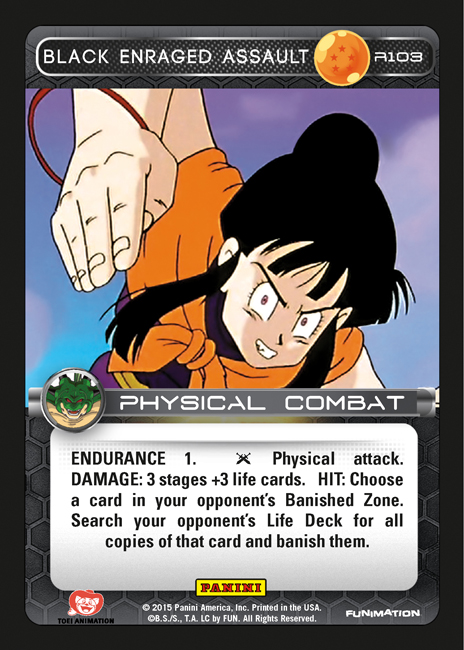 BLACK ENRAGED ASSAULT R103
PHYSICAL COMBAT
ENDURANCE 1. Physical attack.
DAMAGE: 3 stages +3 life cards. HIT: Choose
a card in your opponent's Banished Zone.
Search your opponent's Life Deck for all
copies of that card and banish them.
PANINI
© 2015 Panini America, Inc. Printed in the USA.
©B.S./S., T.A. LC by FUN. All Rights Reserved.
TOEI ANIMATION
FUNIMATION